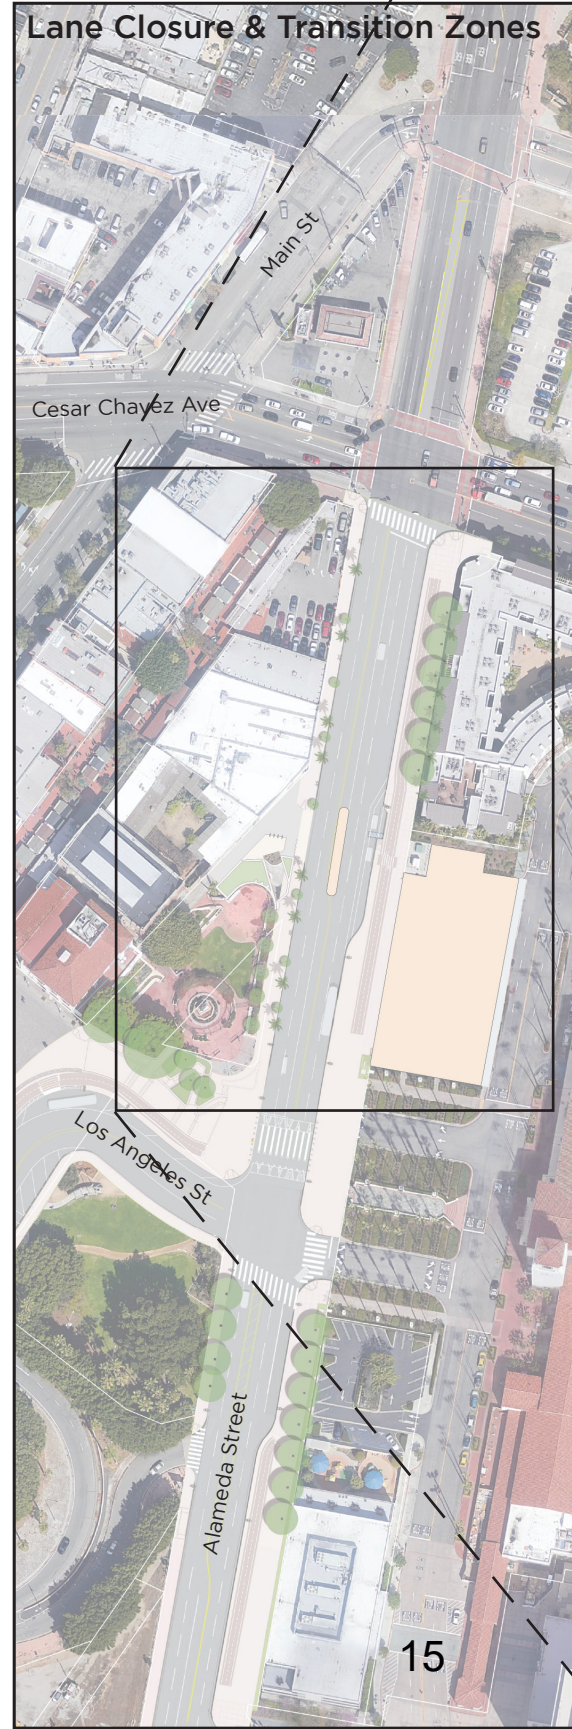 Lane Closure & Transition Zones
Main St
Cesar Chavez Ave
Los Angeles St
Alameda Street
15